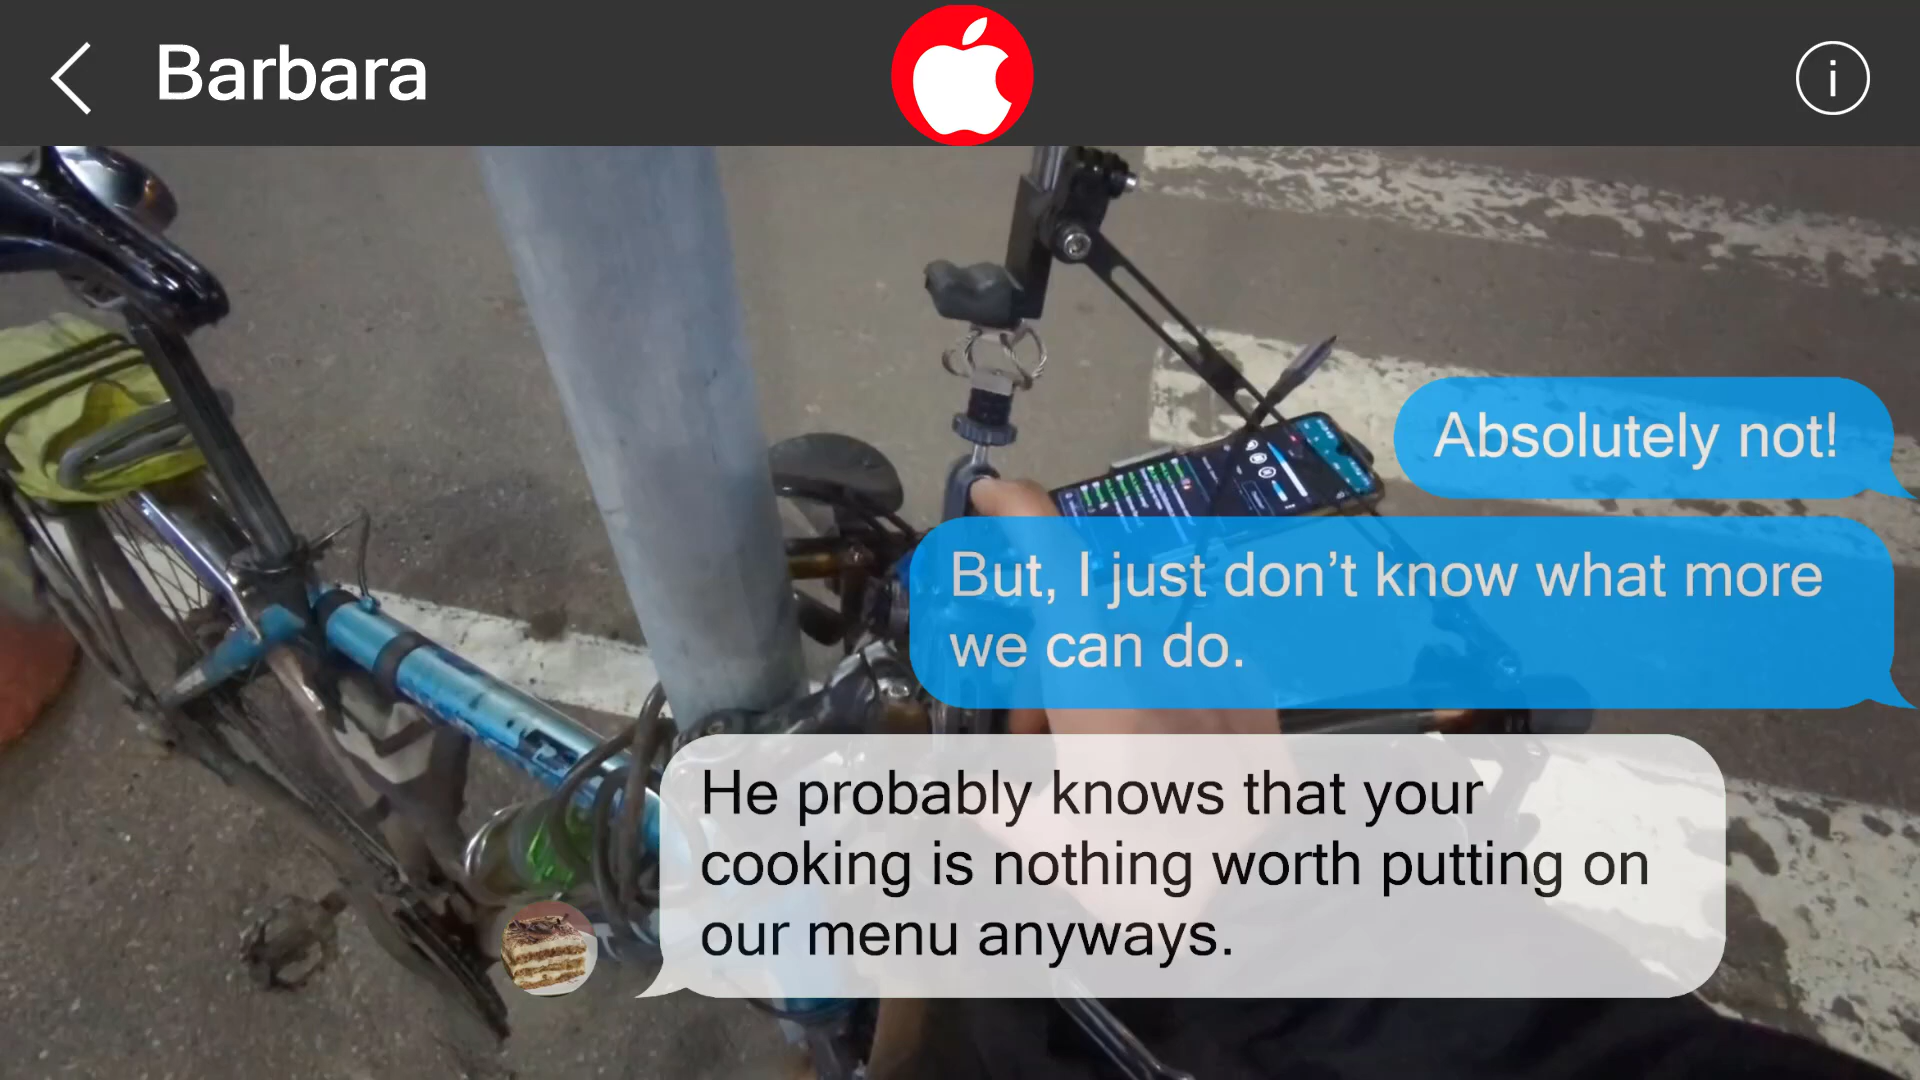 Barbara
i
Absolutely not!
But, I just don’t know what more
we can do.
He probably knows that your
cooking is nothing worth putting on
our menu anyways.